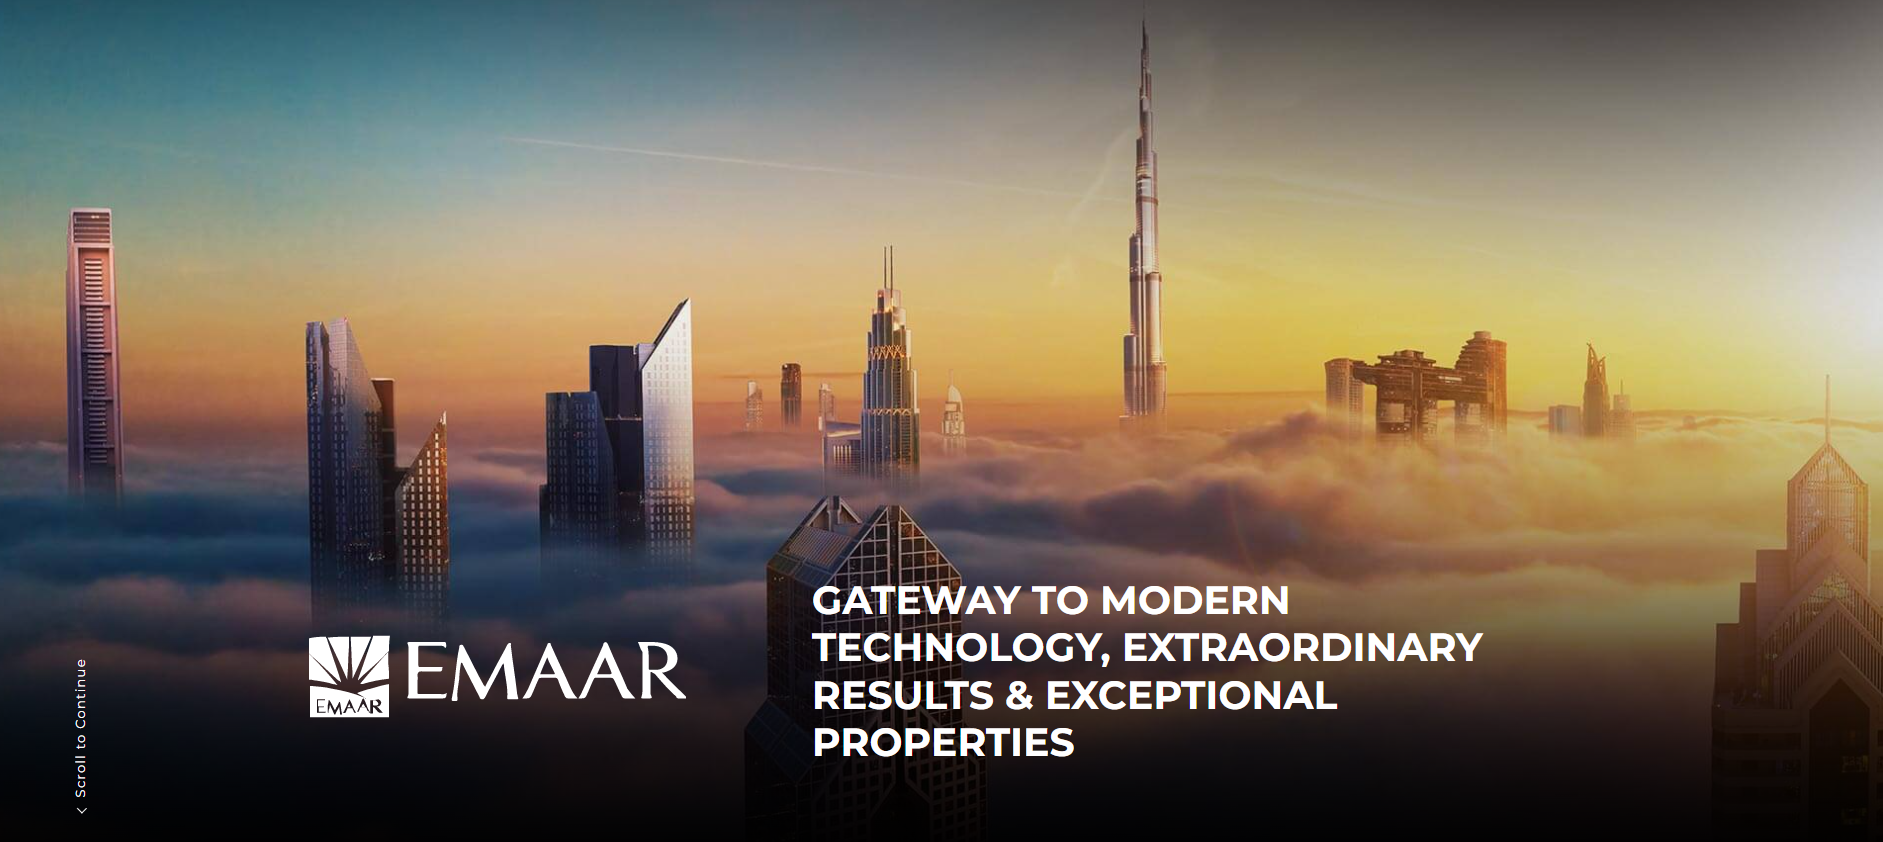 EMAAR
EMAAR
GATEWAY TO MODERN
TECHNOLOGY, EXTRAORDINARY
RESULTS & EXCEPTIONAL
PROPERTIES
Scroll to Continue